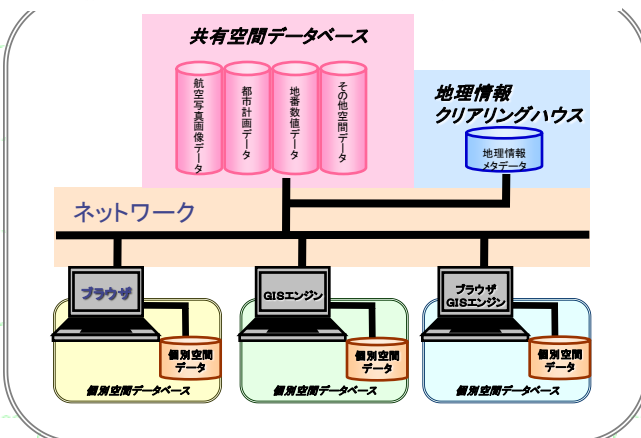 共有空間データベース
航空写真画像データ
都市計画データ
地番数値データ
その他空間データ
地理情報
クリアリングハウス
地理情報
メタデータ
ネットワーク
ブラウザ
GISエンジン
ブラウザ
GISエンジン
個別空間
データ
個別空間
データ
個別空間
データ
個別空間データベース
個別空間データベース
個別空間データベース